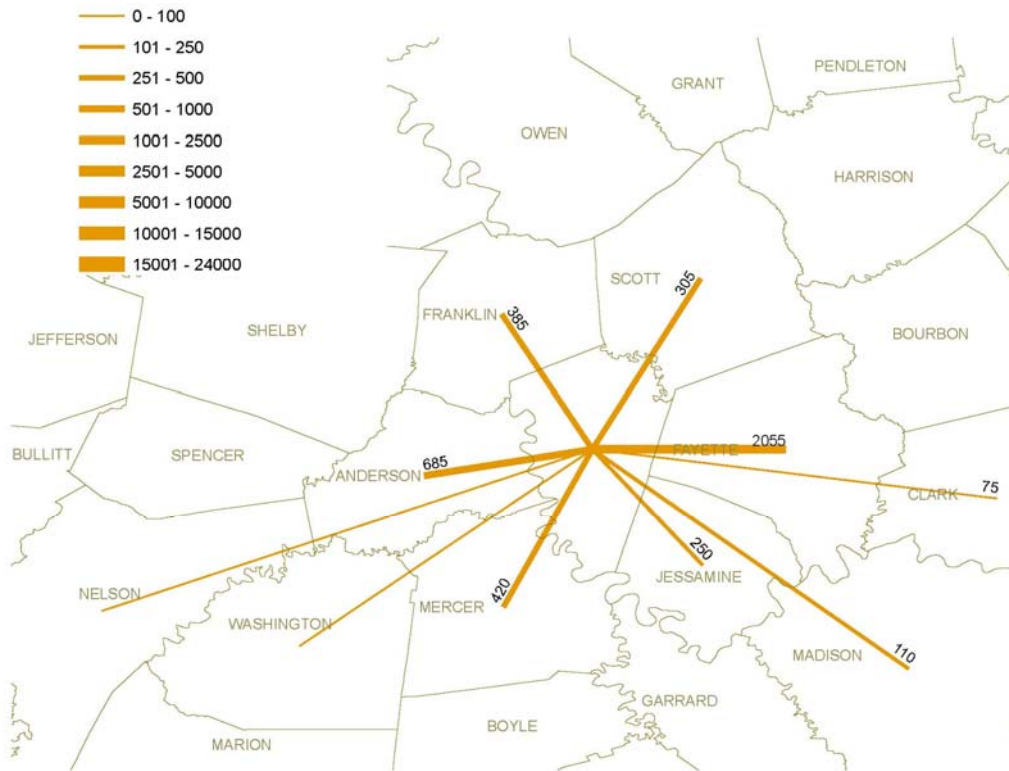 0 - 100
101 - 250
251 - 500
501 - 1000
1001 - 2500
2501 - 5000
5001 - 10000
10001 - 15000
15001 - 24000
PENDLETON
GRANT
OWEN
HARRISON
SCOTT
305
FRANKLIN
385
SHELBY
JEFFERSON
BOURBON
FAYETTE
2055
BULLITT
SPENCER
ANDERSON
685
CLARK
75
250
JESSAMINE
NELSON
WASHINGTON
MERCER
420
MADISON
110
GARRARD
BOYLE
MARION